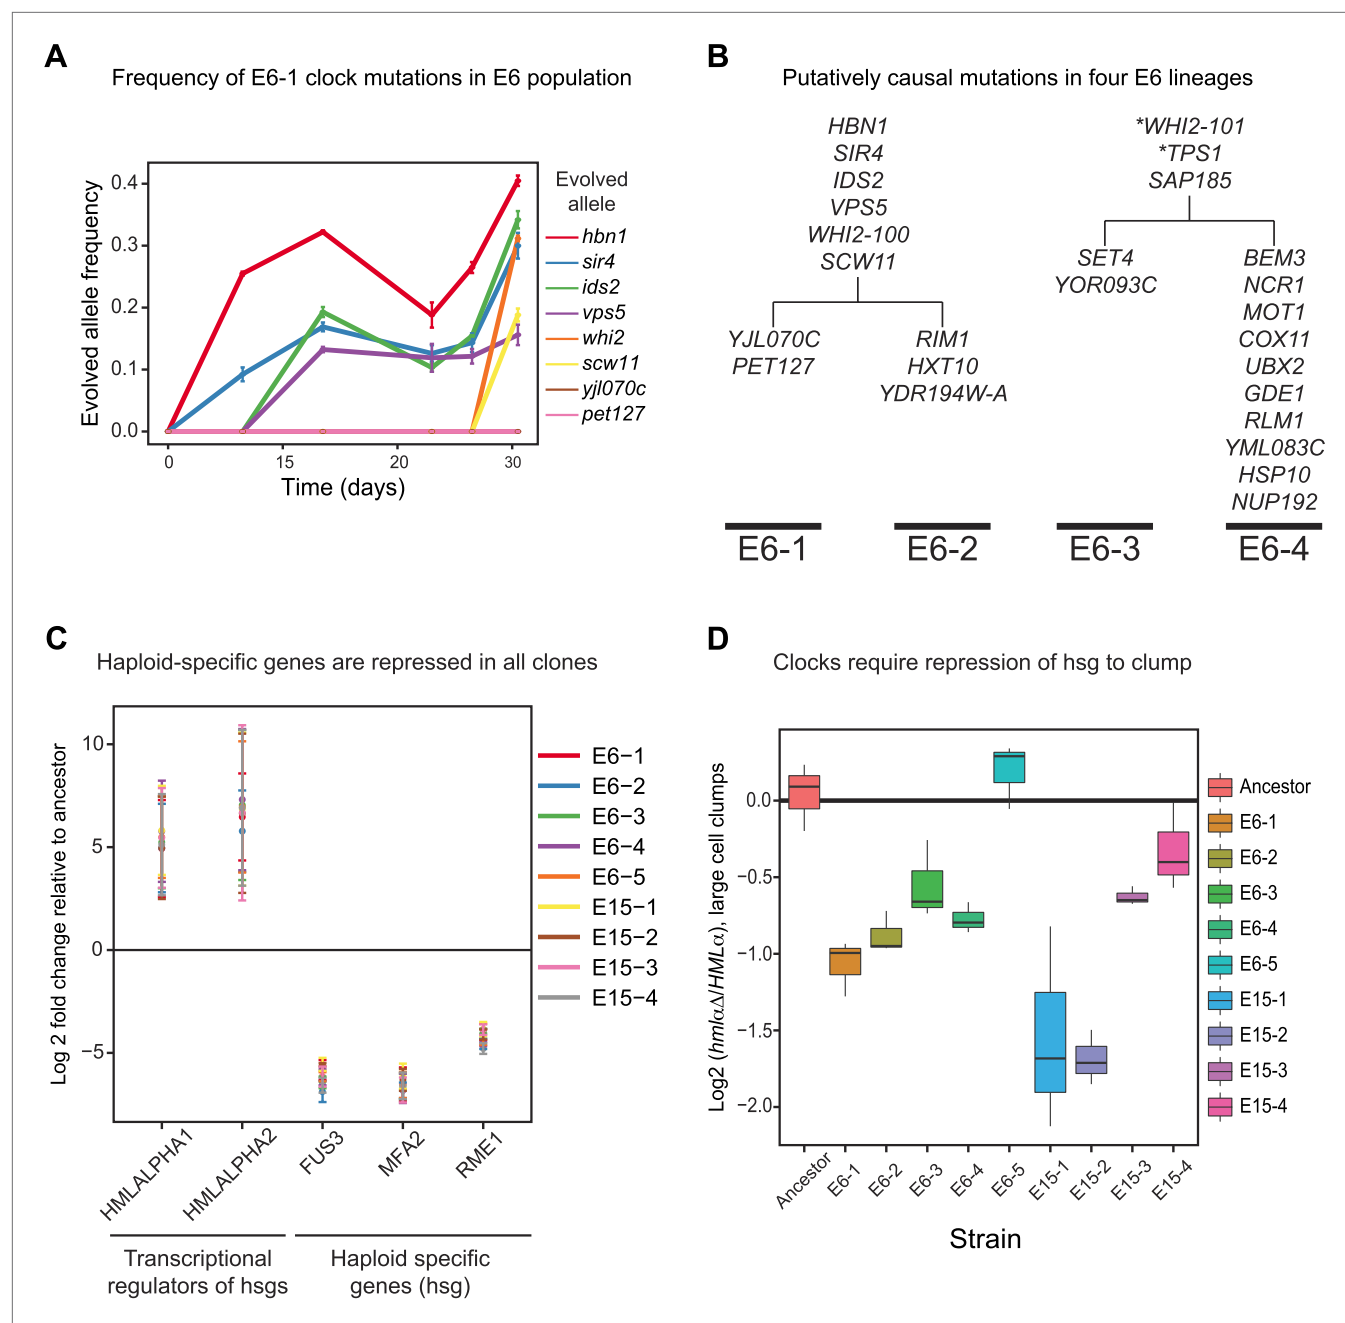 A
Frequency of E6-1 clock mutations in E6 population
Evolved allele frequency
0.4
0.3
0.2
0.1
0.0
0
15
20
30
Time (days)
Evolved
allele
hbn1
sir4
ids2
vps5
whi2
scw11
yjl070c
pet127
B
Putatively causal mutations in four E6 lineages
HBN1
SIR4
IDS2
VPS5
WHI2-100
SCW11
YJL070C
PET127
RIM1
HXT10
YDR194W-A
*WHI2-101
*TPS1
SAP185
SET4
YOR093C
BEM3
NCR1
MOT1
COX11
UBX2
GDE1
RLM1
YML083C
HSP10
NUP192
E6-1
E6-2
E6-3
E6-4
C
Haploid-specific genes are repressed in all clones
Log 2 fold change relative to ancestor
10
5
0
−5
HMLALPHA1
HMLALPHA2
FUS3
MFA2
RME1
Transcriptional
regulators of hsgs
Haploid specific
genes (hsg)
E6−1
E6−2
E6−3
E6−4
E6−5
E15−1
E15−2
E15−3
E15−4
D
Clocks require repression of hsg to clump
Log2 (hmlαΔ/HMLα), large cell clumps
0.0
−0.5
−1.0
−1.5
−2.0
Ancestor
E6-1
E6-2
E6-3
E6-4
E6-5
E15-1
E15-2
E15-3
E15-4
Strain
Ancestor
E6-1
E6-2
E6-3
E6-4
E6-5
E15-1
E15-2
E15-3
E15-4